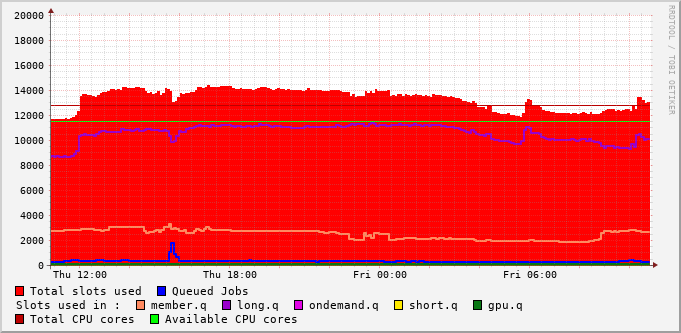 20000
18000
16000
14000
12000
10000
8000
6000
4000
2000
0
Thu 12:00 Thu 18:00 Fri 00:00 Fri 06:00
RRDTOOL / TOBI OETIKER
Total slots used Queued Jobs
Slots used in : member.q long.q ondemand.q short.q gpu.q
Total CPU cores Available CPU cores